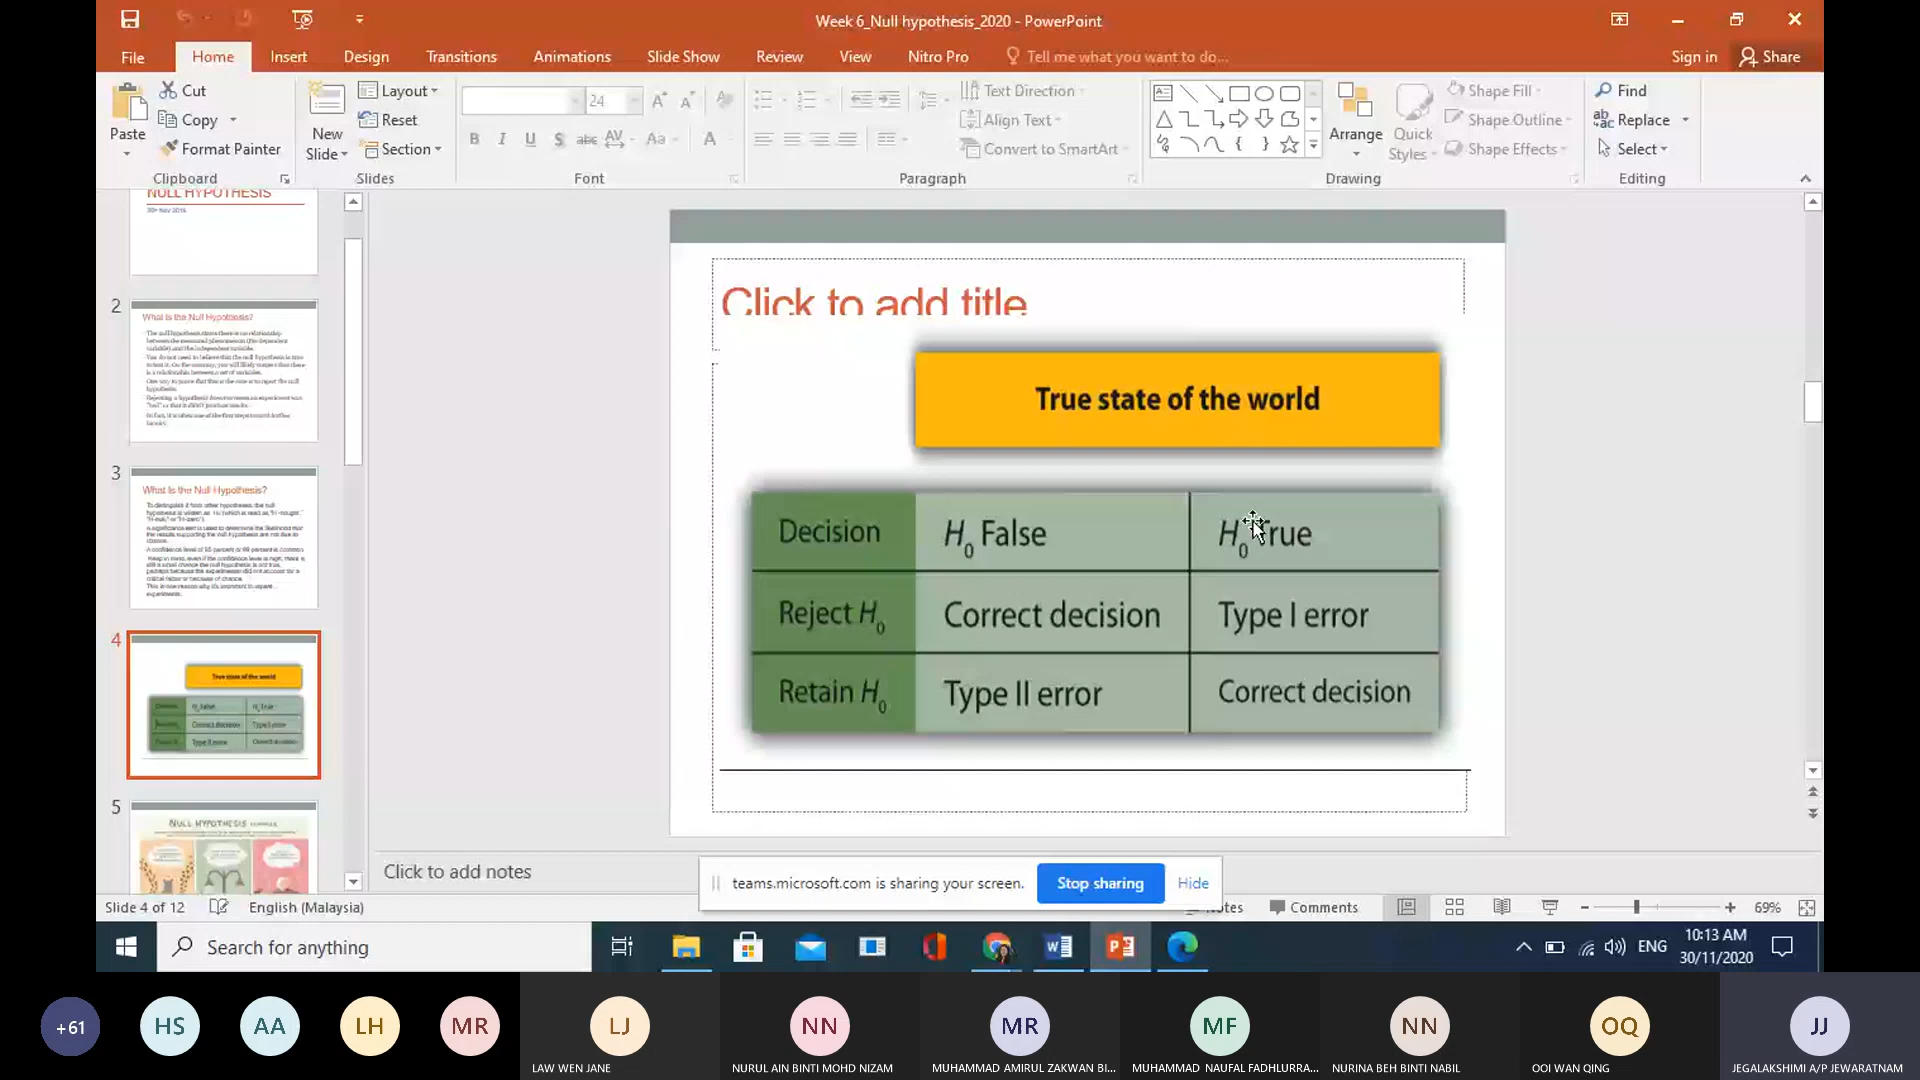 Week 6_Null hypothesis_2020 - PowerPoint
File Home Insert Design Transitions Animations Slide Show Review View Nitro Pro Tell me what you want to do... Sign in Share
Cut
Copy
Format Painter
Paste
New Slide
Layout
Reset
Section
24
Text Direction
Align Text
Convert to SmartArt
Arrange
Quick Styles
Shape Fill
Shape Outline
Shape Effects
Find
Replace
Select
Clipboard Slides Font Paragraph Drawing Editing
NULL HYPOTHESIS
2
What Is the Null Hypothesis?
3
What Is the Null Hypothesis?
4
True state of the world
5
NULL HYPOTHESIS
Click to add title
True state of the world
Decision H0 False H0 True
Reject H0 Correct decision Type I error
Retain H0 Type II error Correct decision
Click to add notes
teams.microsoft.com is sharing your screen. Stop sharing Hide
Slide 4 of 12 English (Malaysia) Notes Comments 69%
Search for anything
ENG
10:13 AM
30/11/2020
+61 HS AA LH MR LJ NN MR MF NN OQ JJ
LAW WEN JANE NURUL AIN BINTI MOHD NIZAM MUHAMMAD AMIRUL ZAKWAN BI... MUHAMMAD NAUFAL FADHLURRA... NURINA BEH BINTI NABIL OOI WAN QING JEGALAKSHIMI A/P JEWARATNAM